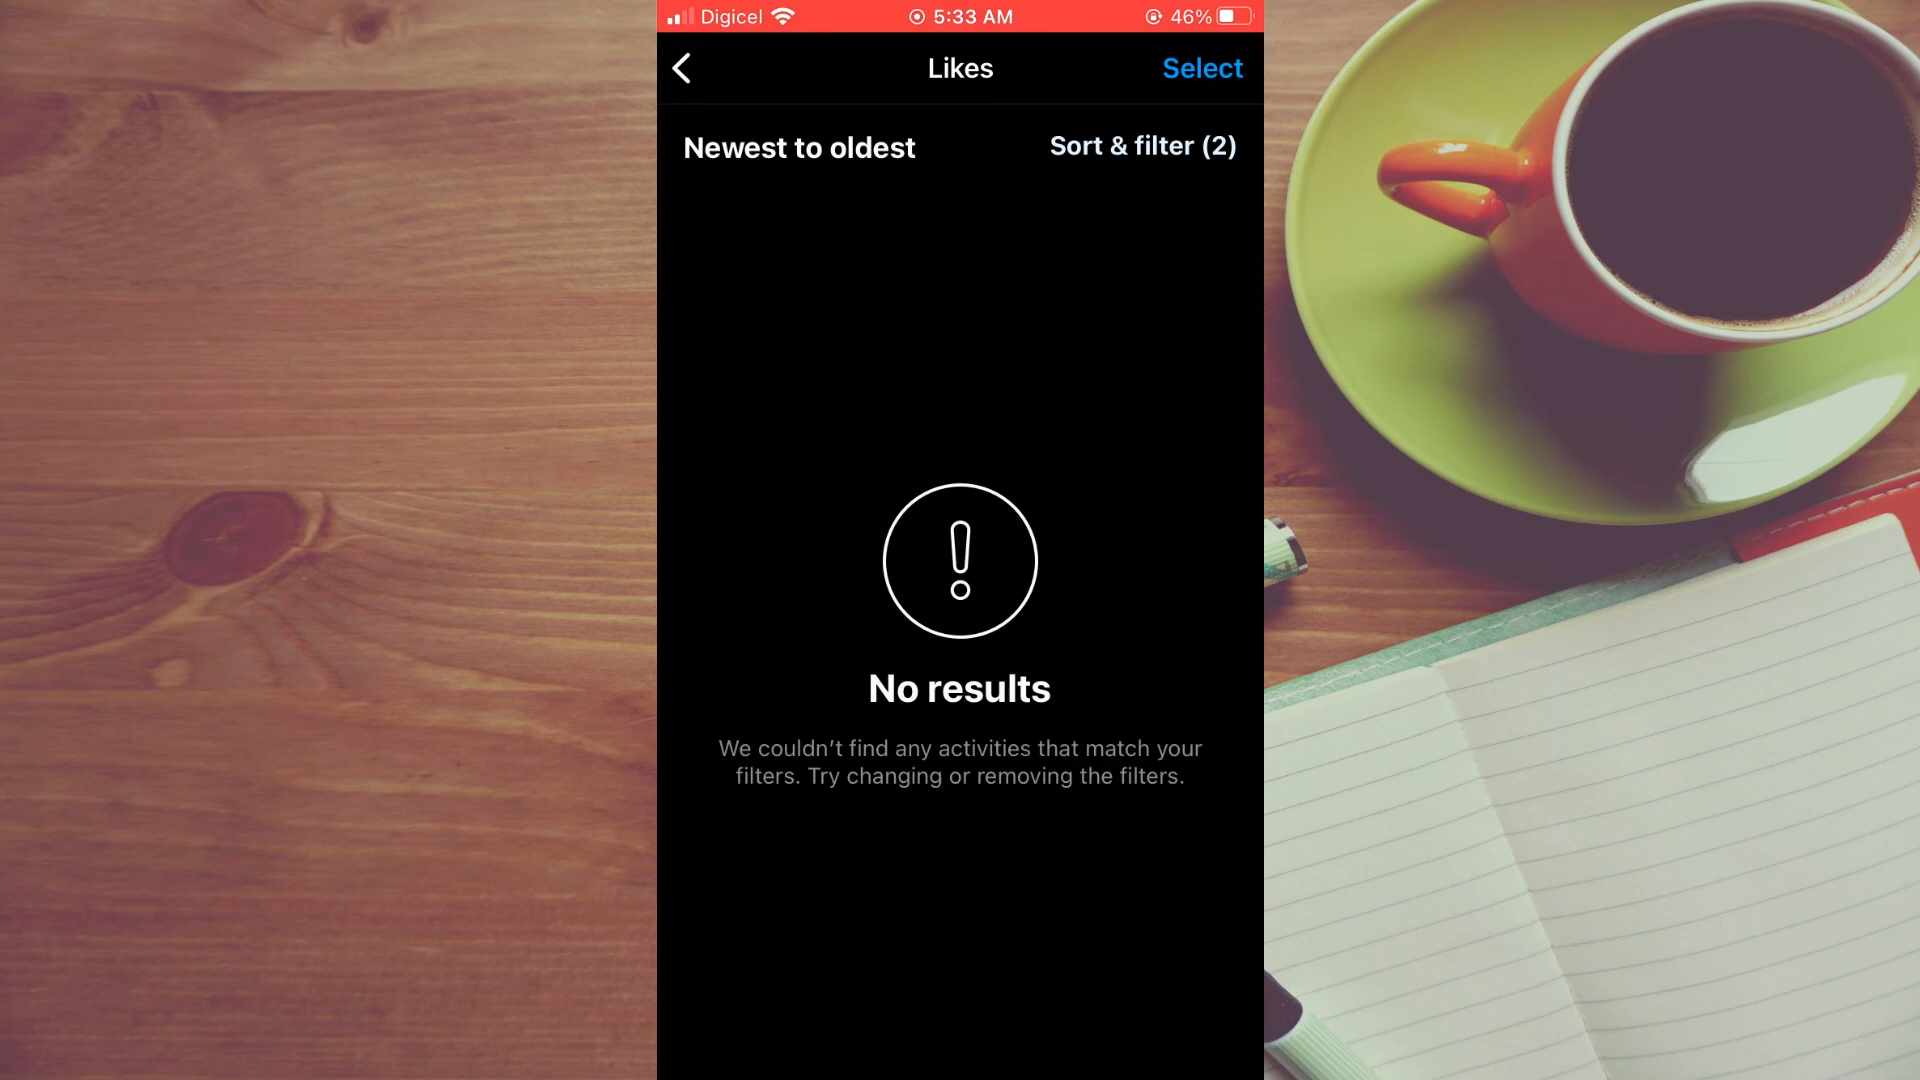 Digicel 5:33 AM 46%
Likes Select
Newest to oldest Sort & filter (2)
No results
We couldn’t find any activities that match your
filters. Try changing or removing the filters.